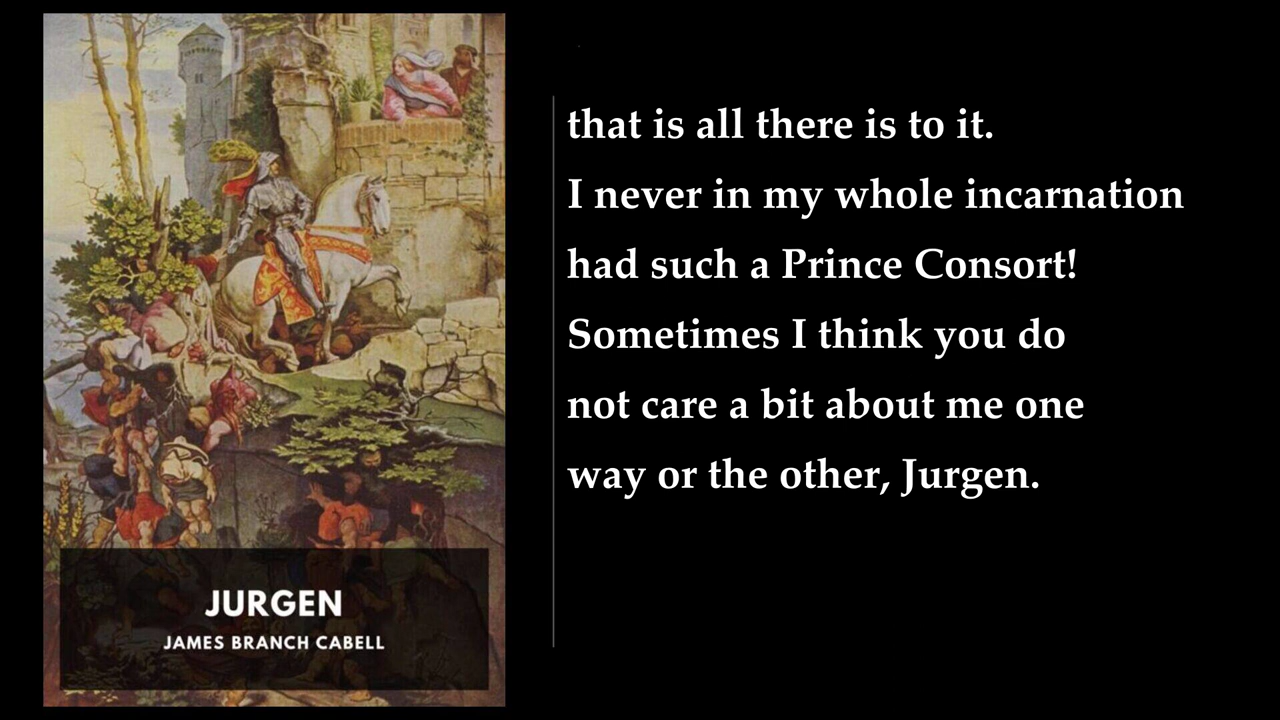 that is all there is to it.
I never in my whole incarnation
had such a Prince Consort!
Sometimes I think you do
not care a bit about me one
way or the other, Jurgen.
JURGEN
JAMES BRANCH CABELL